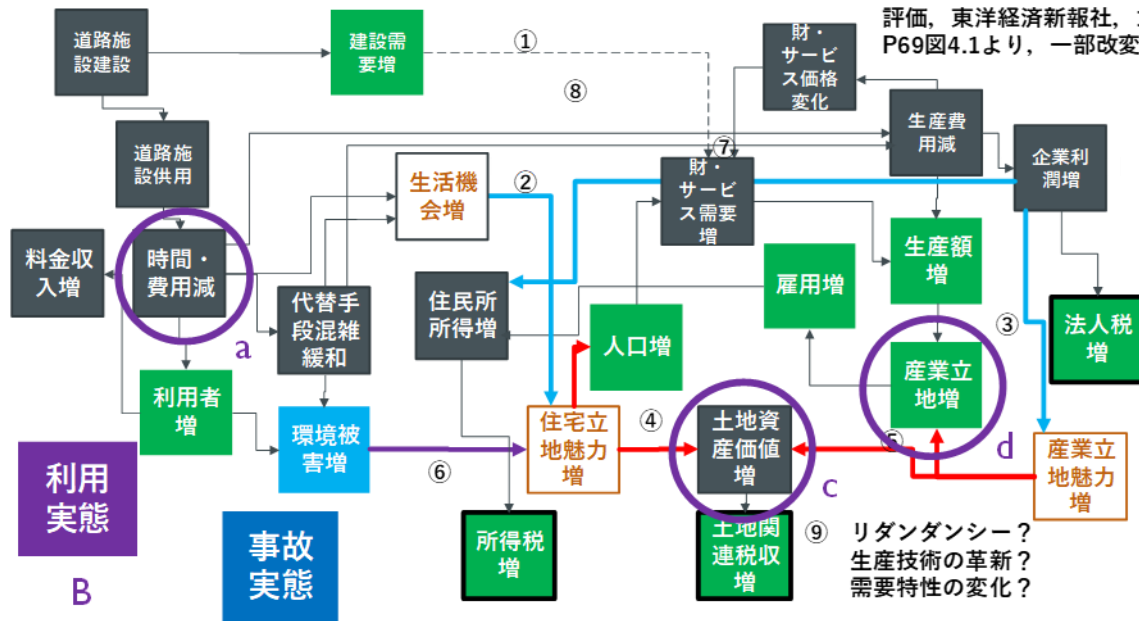 評価，東洋経済新報社，
P69図4.1より，一部改変
道路施
設建設
建設需
要増
①
⑧
財・
サービ
ス価格
変化
生産費
用減
企業利
潤増
道路施
設供用
生活機
会増
②
⑦
財・
サービ
ス需要
増
料金収
入増
時間・
費用減
a
代替手
段混雑
緩和
住民所
所得増
雇用増
生産額
増
人口増
③
法人税
増
利用者
増
産業立
地増
d
環境被
害増
⑥
住宅立
地魅力
増
④
土地資
産価値
増
c
⑤
産業立
地魅力
増
利用
実態
B
事故
実態
所得税
増
土地関
連税収
増
⑨
リダンダンシー？
生産技術の革新？
需要特性の変化？